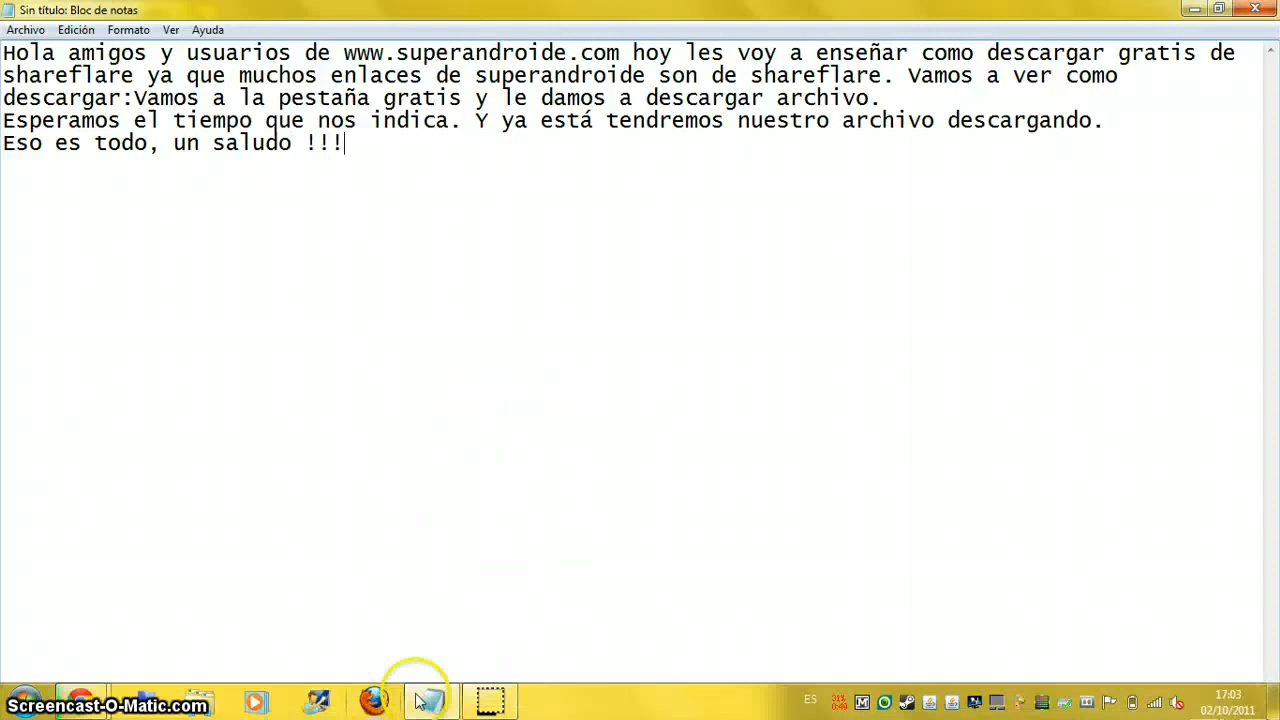 Sin título: Bloc de notas
Archivo Edición Formato Ver Ayuda
Hola amigos y usuarios de www.superandroide.com hoy les voy a enseñar como descargar gratis de
shareflare ya que muchos enlaces de superandroide son de shareflare. Vamos a ver como
descargar:Vamos a la pestaña gratis y le damos a descargar archivo.
Esperamos el tiempo que nos indica. Y ya está tendremos nuestro archivo descargando.
Eso es todo, un saludo !!!
Screencast-O-Matic.com
ES
31%
0:49
17:03
02/10/2011